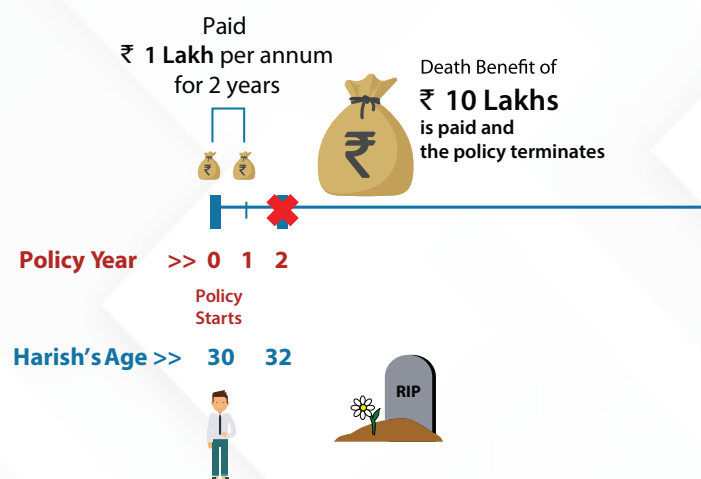 Paid
₹ 1 Lakh per annum
for 2 years
Death Benefit of
₹ 10 Lakhs
is paid and
the policy terminates
₹ ₹
₹
Policy Year >> 0 1 2
Policy
Starts
Harish's Age >> 30 32
RIP